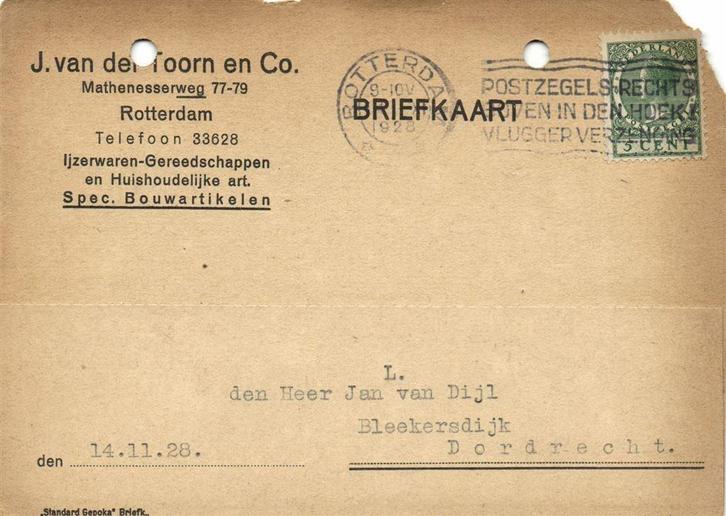 J. van der Toorn en Co.
Mathenesserweg 77-79
Rotterdam
Telefoon 33628
Ijzerwaren-Gereedschappen
en Huishoudelijke art.
Spec. Bouwartikelen
ROTTERDA
9-10V
1928
BRIEFKAART
POSTZEGELS RECHTS
BOVEN IN DEN HOEK
VLUGGER VERZENDING
NEDERLAND
5 CENT
L.
den Heer Jan van Dijl
Bleekersdijk
Dordrecht.
den 14.11.28.
„Standard Gepoka" Briefk.